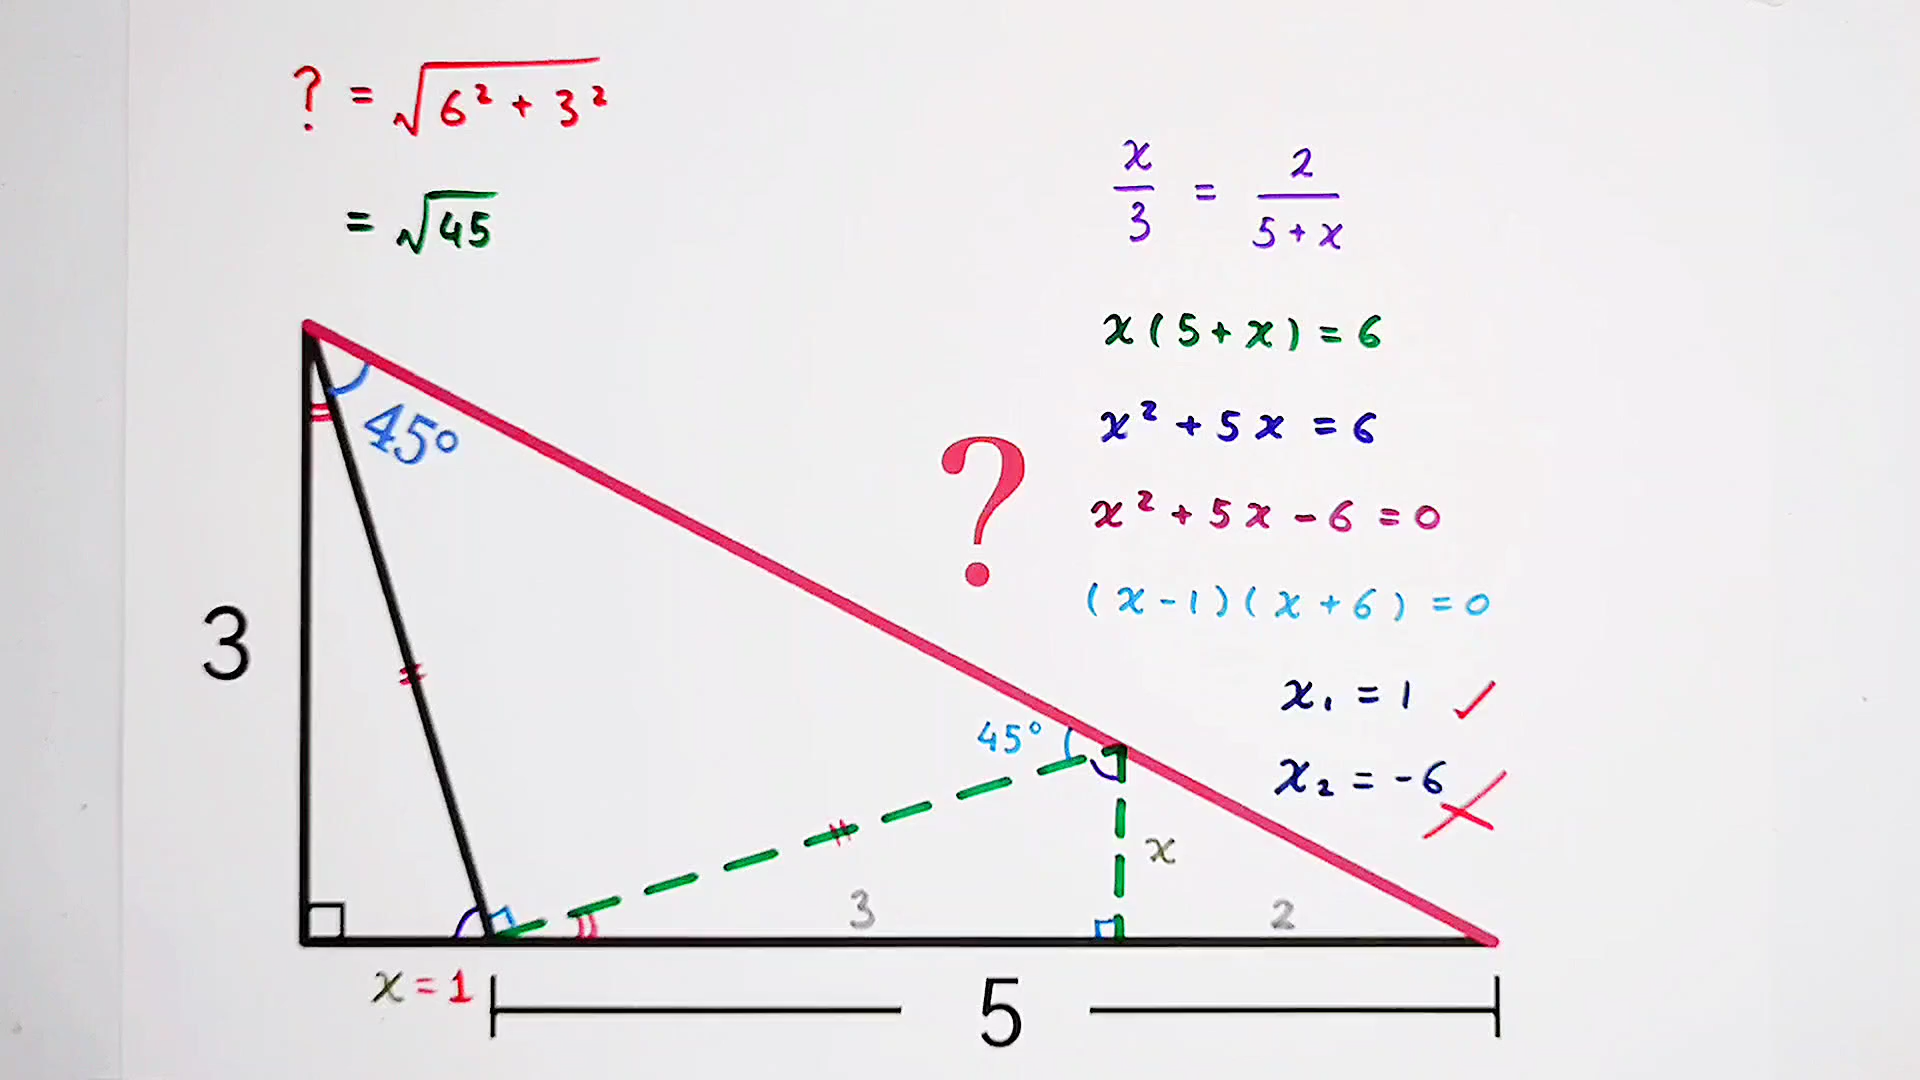 ? = √(6² + 3²)
= √45
x/3 = 2/(5+x)
x(5+x) = 6
x² + 5x = 6
x² + 5x - 6 = 0
(x-1)(x+6) = 0
x₁ = 1 ✓
x₂ = -6 ✗
45°
?
3
45°
x
3
2
x = 1
5